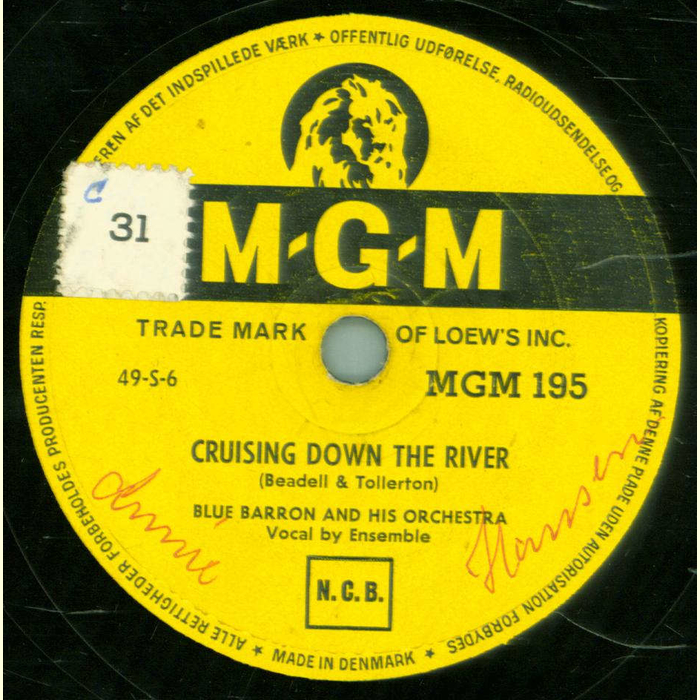 ALLE RETTIGHEDER FORBEHOLDES PRODUCENTEN RESP.
EREN AF DET INDSPILLEDE VÆRK ★ OFFENTLIG UDFØRELSE, RADIOUDSENDELSE OG
KOPIERING AF DENNE PLADE UDEN AUTORISATION FORBYDES
★ MADE IN DENMARK ★
C
31
M-G-M
TRADE MARK OF LOEW'S INC.
49-S-6 MGM 195
CRUISING DOWN THE RIVER
(Beadell & Tollerton)
BLUE BARRON AND HIS ORCHESTRA
Vocal by Ensemble
Annie Hansen
N.C.B.